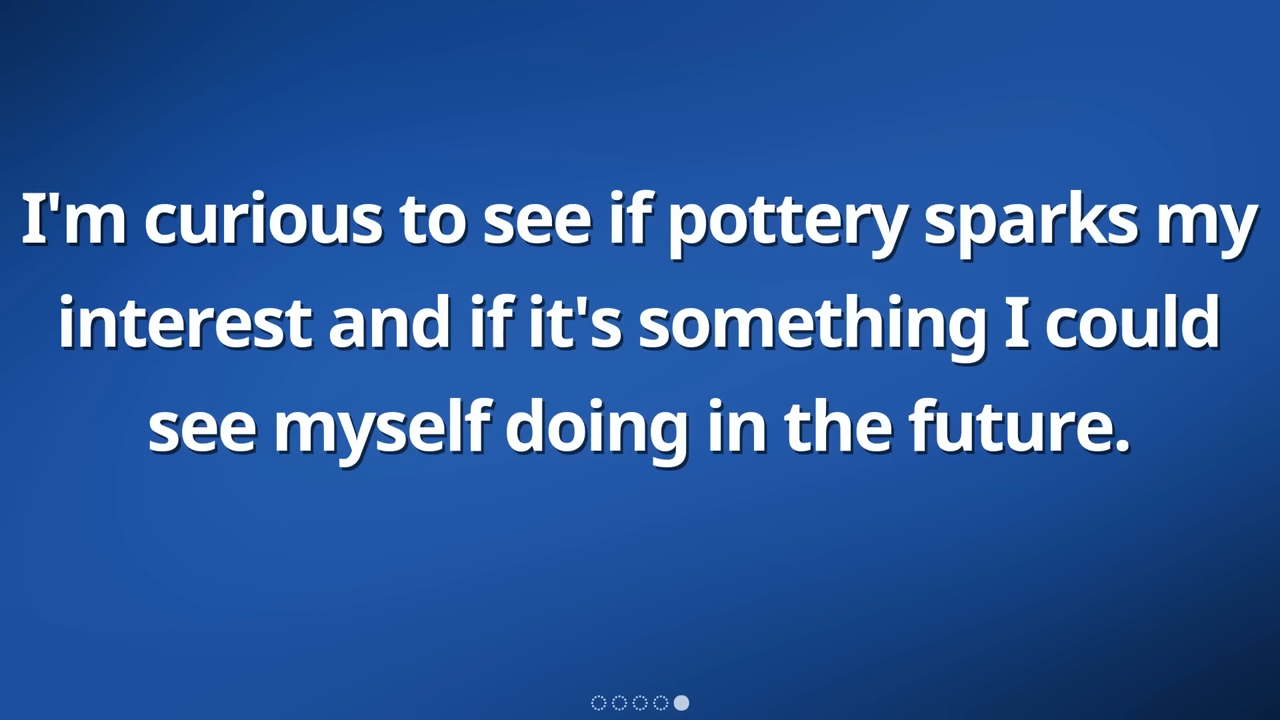 I'm curious to see if pottery sparks my
interest and if it's something I could
see myself doing in the future.